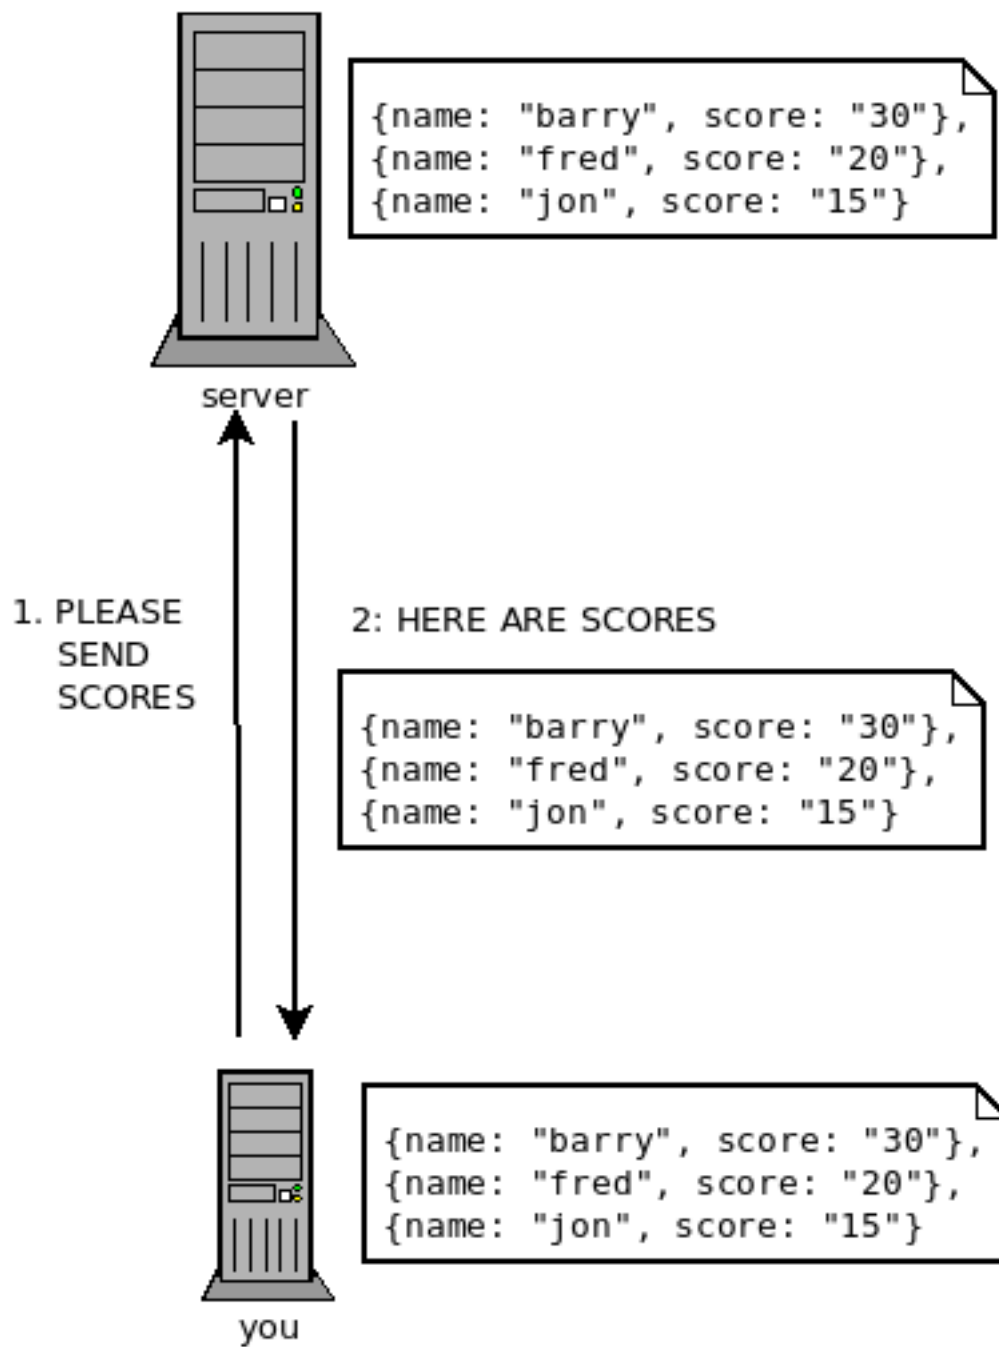 {name: "barry", score: "30"},
{name: "fred", score: "20"},
{name: "jon", score: "15"}
server
1. PLEASE
SEND
SCORES
2: HERE ARE SCORES
{name: "barry", score: "30"},
{name: "fred", score: "20"},
{name: "jon", score: "15"}
{name: "barry", score: "30"},
{name: "fred", score: "20"},
{name: "jon", score: "15"}
you